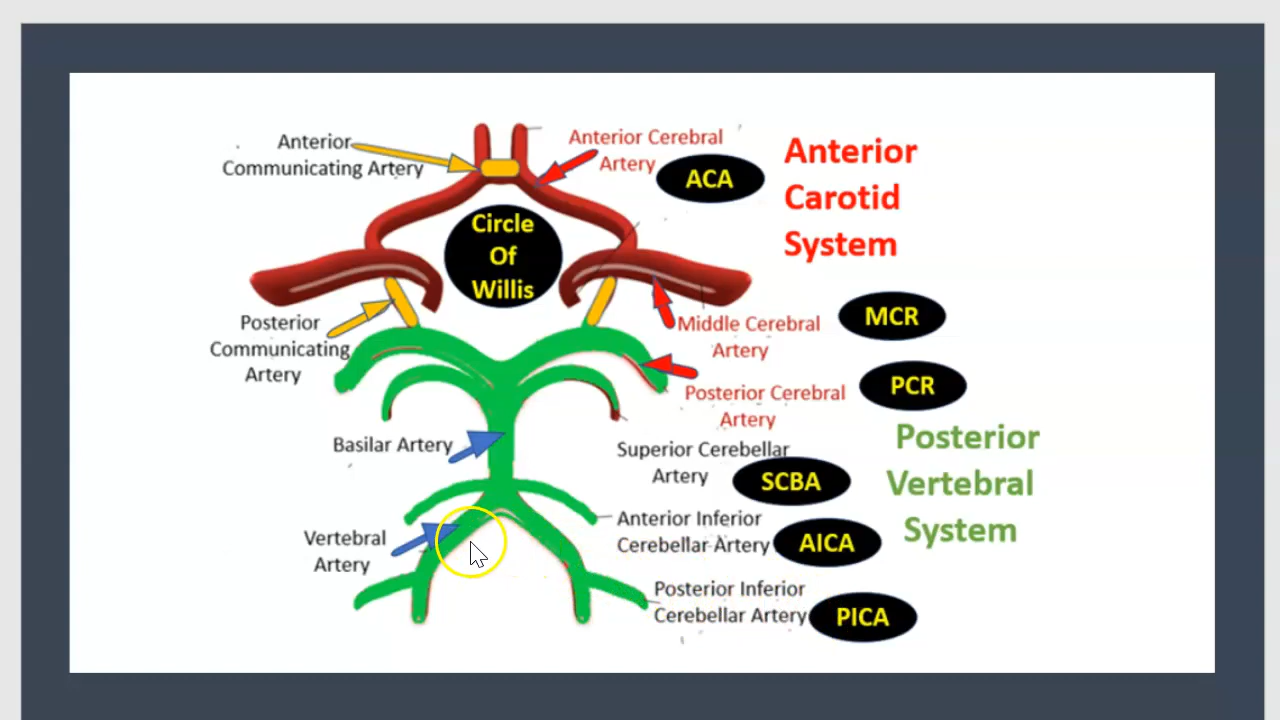 Anterior
Communicating Artery
Anterior Cerebral
Artery
ACA
Anterior
Carotid
System
Circle
Of
Willis
Posterior
Communicating
Artery
Middle Cerebral
Artery
MCR
Posterior Cerebral
Artery
PCR
Basilar Artery
Superior Cerebellar
Artery
SCBA
Posterior
Vertebral
System
Vertebral
Artery
Anterior Inferior
Cerebellar Artery
AICA
Posterior Inferior
Cerebellar Artery
PICA